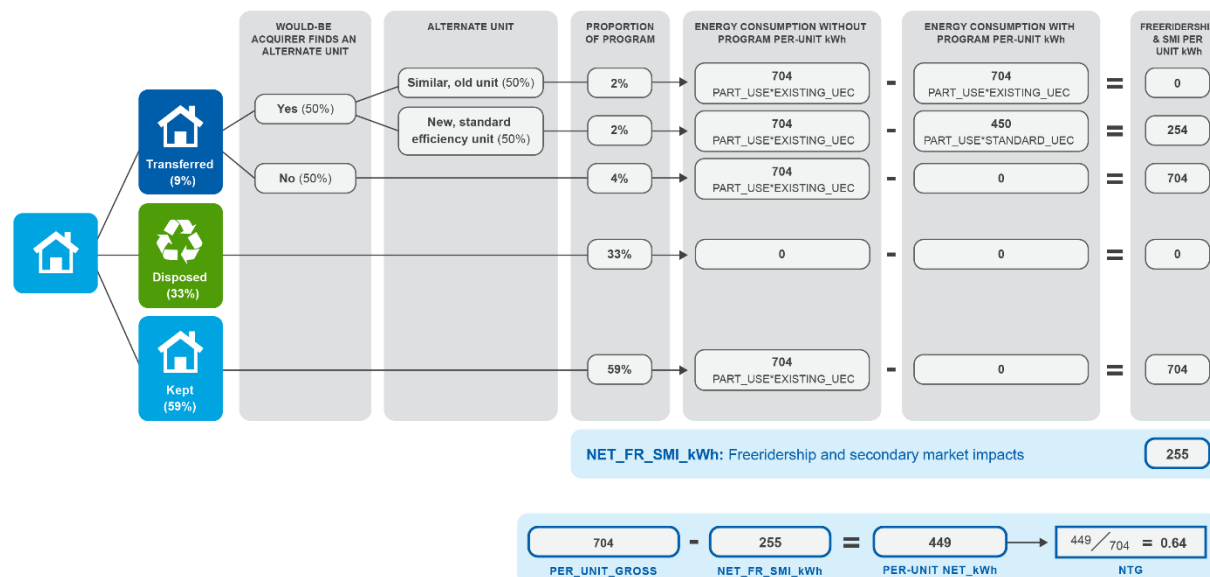 WOULD-BE
ACQUIRER FINDS AN
ALTERNATE UNIT
ALTERNATE UNIT
PROPORTION
OF PROGRAM
ENERGY CONSUMPTION WITHOUT
PROGRAM PER-UNIT kWh
ENERGY CONSUMPTION WITH
PROGRAM PER-UNIT kWh
FREERIDERSHIP
& SMI PER
UNIT kWh
Transferred
(9%)
Yes (50%)
Similar, old unit (50%)
2%
704
PART_USE*EXISTING_UEC
-
704
PART_USE*EXISTING_UEC
=
0
New, standard
efficiency unit (50%)
2%
704
PART_USE*EXISTING_UEC
-
450
PART_USE*STANDARD_UEC
=
254
No (50%)
4%
704
PART_USE*EXISTING_UEC
-
0
=
704
Disposed
(33%)
33%
0
-
0
=
0
Kept
(59%)
59%
704
PART_USE*EXISTING_UEC
-
0
=
704
NET_FR_SMI_kWh: Freeridership and secondary market impacts
255
704
-
255
=
449
449/704 = 0.64
PER_UNIT_GROSS
NET_FR_SMI_kWh
PER-UNIT NET_kWh
NTG